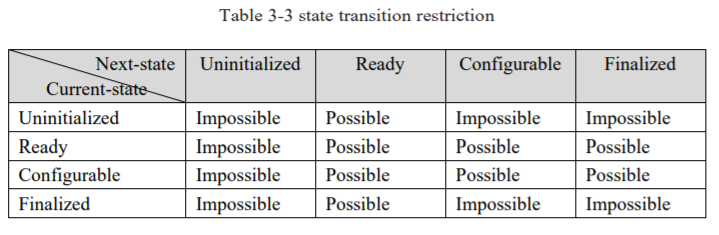 Table 3-3 state transition restriction
Next-state
Current-state
Uninitialized Ready Configurable Finalized
Uninitialized Impossible Possible Impossible Impossible
Ready Impossible Possible Possible Possible
Configurable Impossible Possible Possible Possible
Finalized Impossible Possible Impossible Impossible